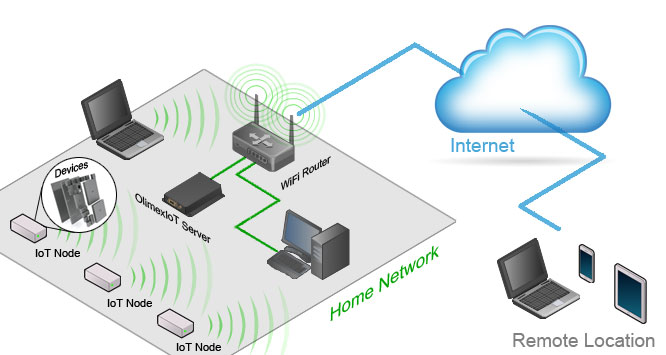 Internet
WiFi Router
Devices
OlimexIoT Server
IoT Node
IoT Node
IoT Node
Home Network
Remote Location